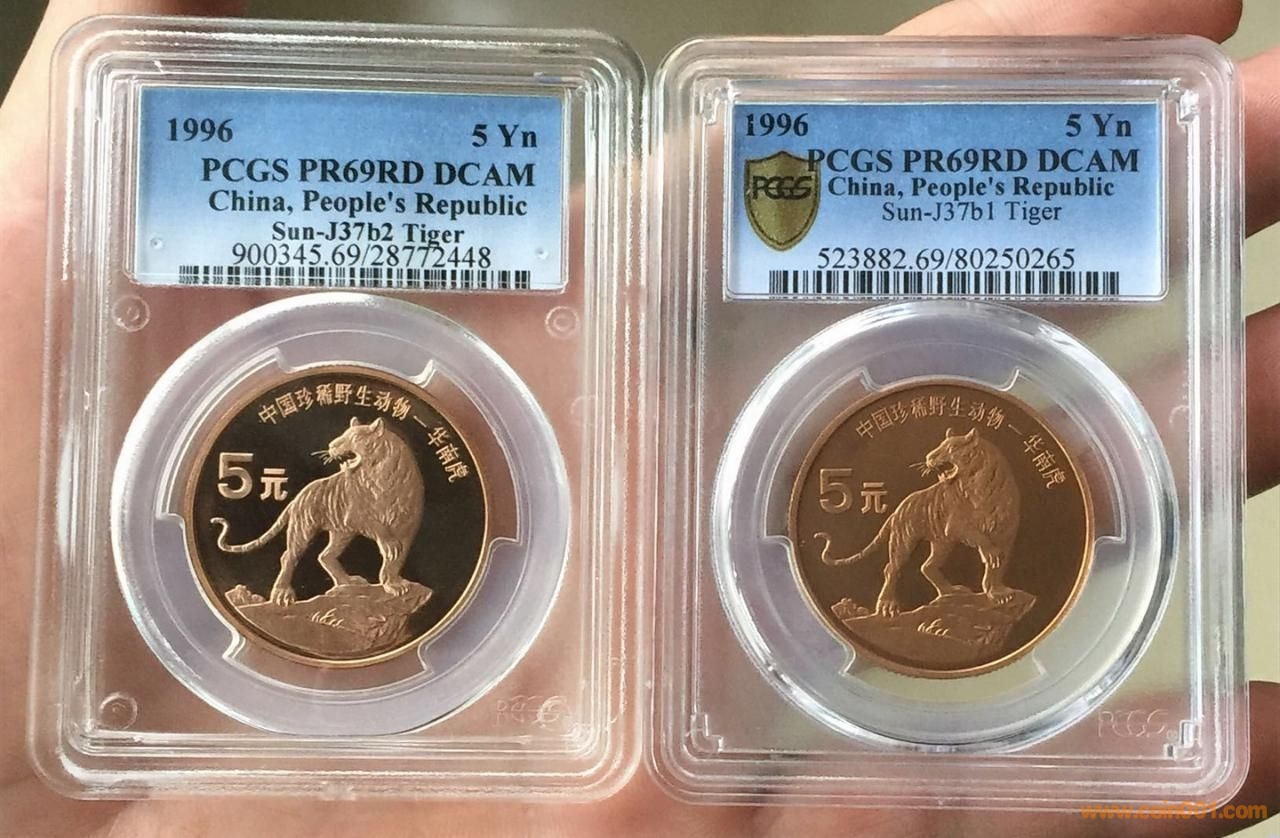 1996 5 Yn
PCGS PR69RD DCAM
China, People's Republic
Sun-J37b2 Tiger
900345.69/28772448
中国珍稀野生动物—华南虎
5元
PCGS
1996 5 Yn
PCGS PR69RD DCAM
PCGS
China, People's Republic
Sun-J37b1 Tiger
523882.69/80250265
中国珍稀野生动物—华南虎
5元
PCGS
www.coin001.com